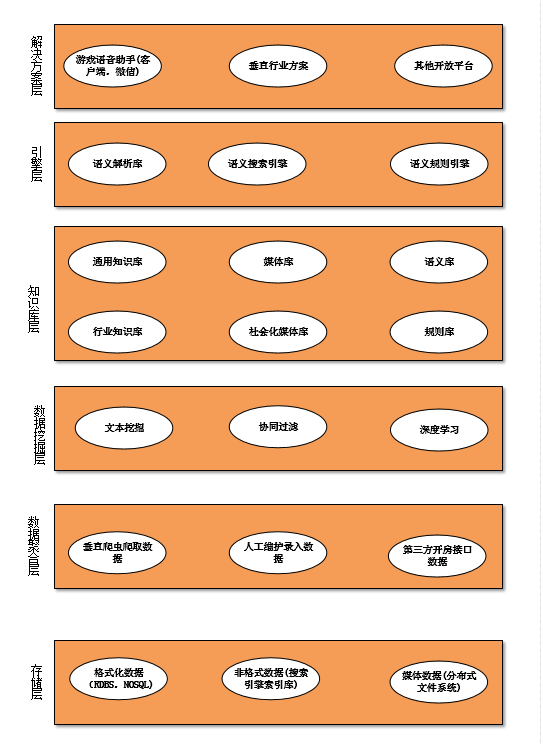 解决方案层
游戏语音助手(客
户端，微信)
垂直行业方案
其他开放平台
引擎层
语义解析库
语义搜索引擎
语义规则引擎
知识库层
通用知识库
媒体库
语义库
行业知识库
社会化媒体库
规则库
数据挖掘层
文本挖掘
协同过滤
深度学习
数据聚合层
垂直爬虫爬取数
据
人工维护录入数
据
第三方开房接口
数据
存储层
格式化数据
(RDBS，NOSQL)
非格式数据(搜索
引擎索引库)
媒体数据(分布式
文件系统)